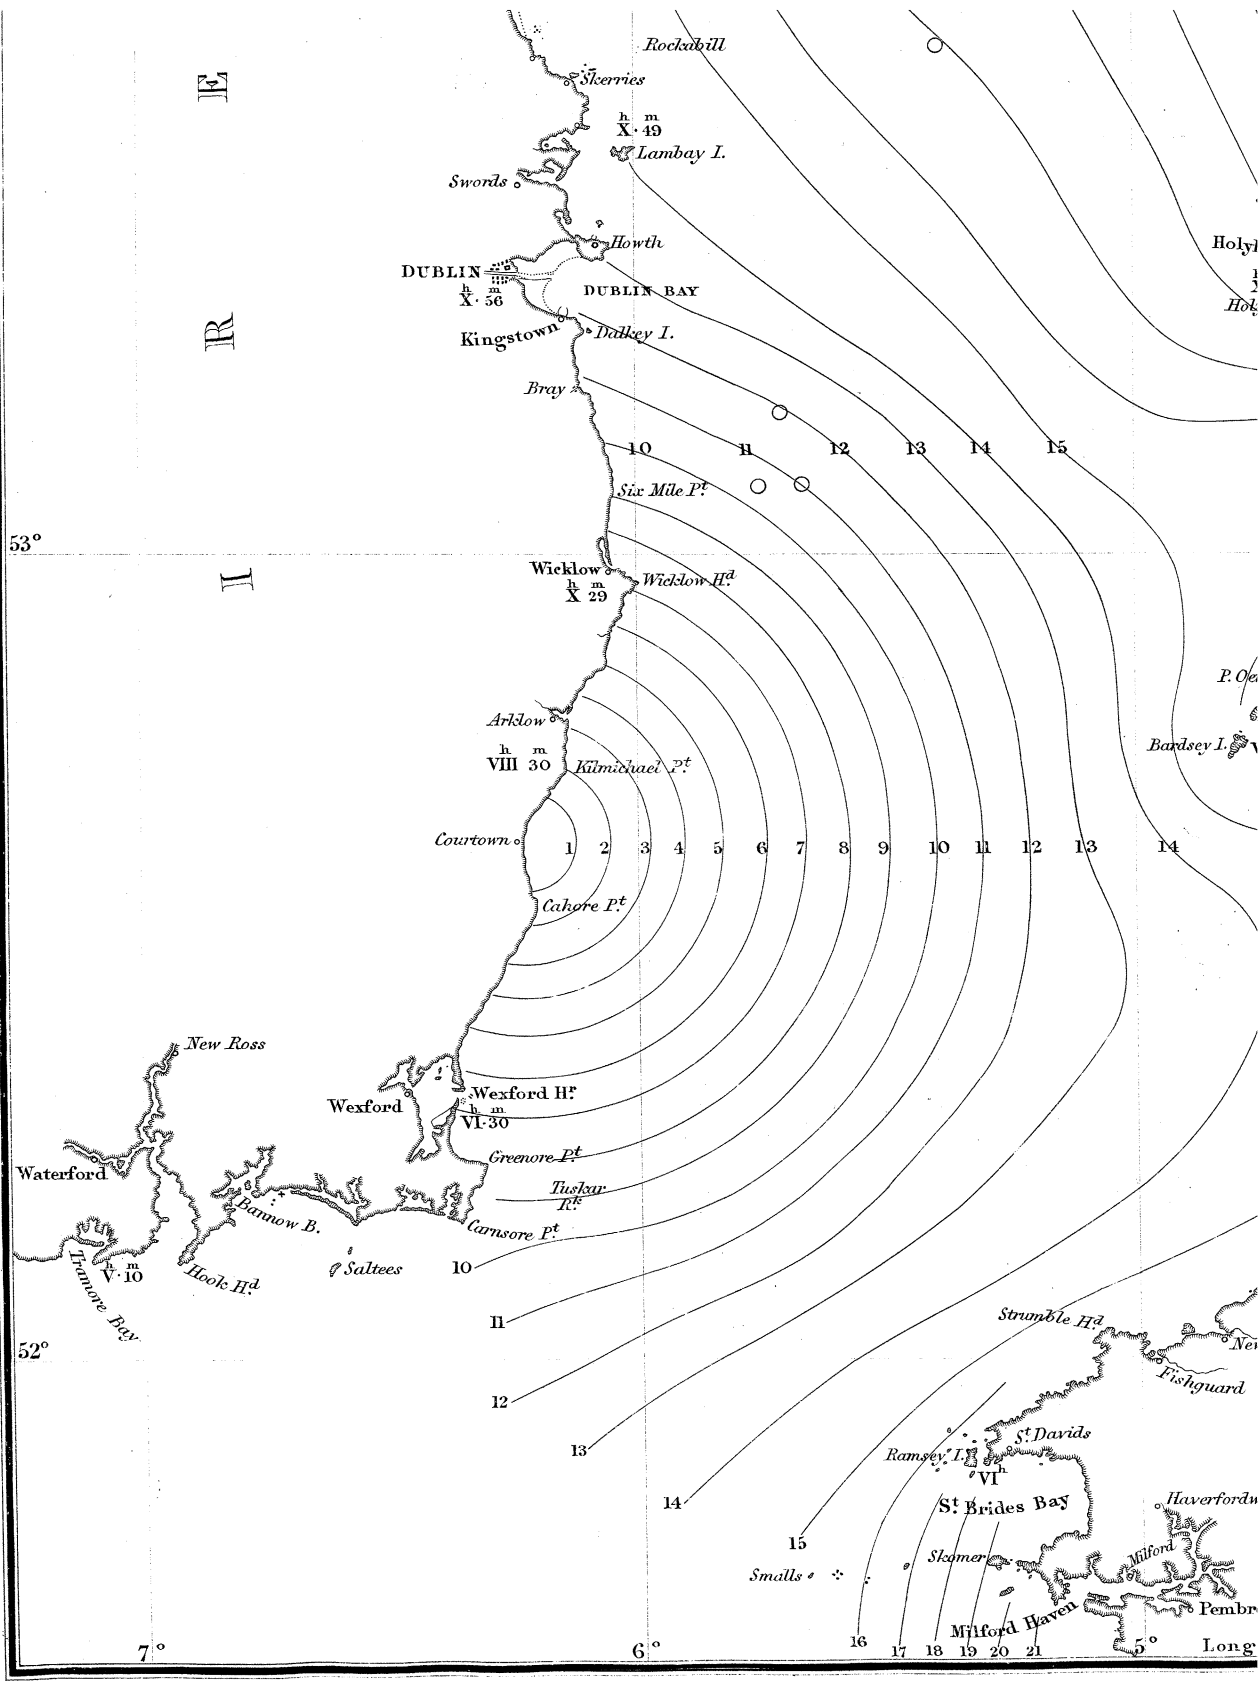 E
R
I
Rockabill
Skerries
h m
X·49
Lambay I.
Swords
Howth
Holyh
DUBLIN
h m
X·56
DUBLIN BAY
Kingstown
Dalkey I.
Bray
10 11 12 13 14 15
Six Mile Pt.
53°
Wicklow
h m
X 29
Wicklow Hd.
P. Oe
Arklow
Bardsey I.
h m
VIII 30
Kilmichael Pt.
Courtown
1 2 3 4 5 6 7 8 9 10 11 12 13 14
Cahore Pt.
New Ross
Wexford
Wexford Hr.
h m
VI·30
Waterford
Greenore Pt.
Tuskar
Rk.
Bannow B.
Carnsore Pt.
Saltees
Hook Hd.
h m
V·10
Tramore Bay
10
11
52°
12
13
14
15
Strumble Hd.
New
Fishguard
St. Davids
Ramsey I.
VI h
St. Brides Bay
Haverfordw
Skomer
Milford
Smalls
Milford Haven
Pembr
16 17 18 19 20 21
7° 6° 5° Long